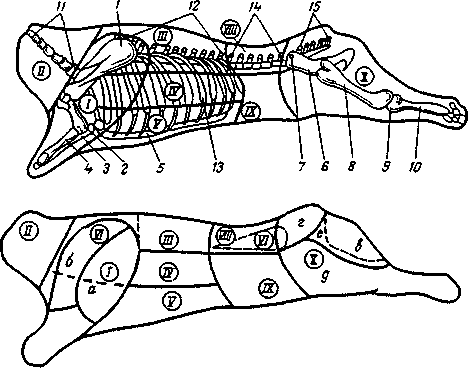 11 1 12 14 15
III VIII
II X
I IV
V IX
4 3 2 5 13 7 6 8 9 10
II VI III VII VI г е в
б I X
а IV д
V IX